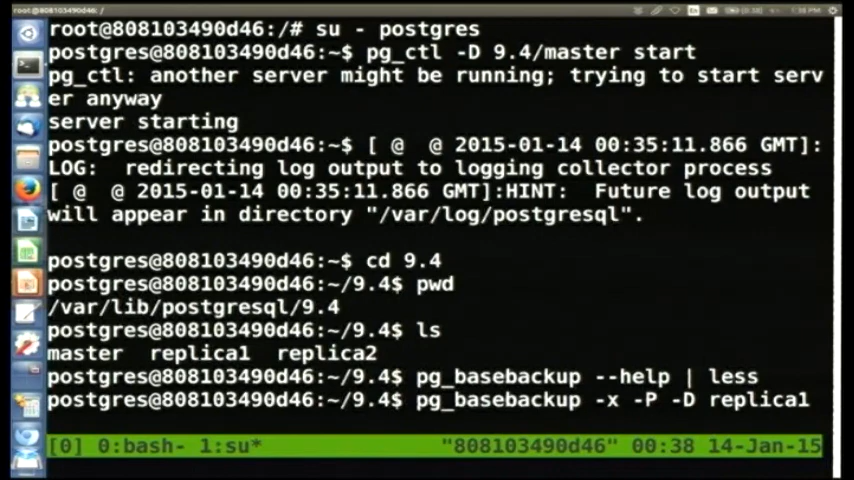 root@808103490d46:/# su - postgres
postgres@808103490d46:~$ pg_ctl -D 9.4/master start
pg_ctl: another server might be running; trying to start serv
er anyway
server starting
postgres@808103490d46:~$ [ @  @ 2015-01-14 00:35:11.866 GMT]:
LOG:  redirecting log output to logging collector process
[ @  @ 2015-01-14 00:35:11.866 GMT]:HINT:  Future log output
will appear in directory "/var/log/postgresql".
postgres@808103490d46:~$ cd 9.4
postgres@808103490d46:~/9.4$ pwd
/var/lib/postgresql/9.4
postgres@808103490d46:~/9.4$ ls
master  replica1  replica2
postgres@808103490d46:~/9.4$ pg_basebackup --help | less
postgres@808103490d46:~/9.4$ pg_basebackup -x -P -D replica1
[0] 0:bash- 1:su* "808103490d46" 00:38 14-Jan-15